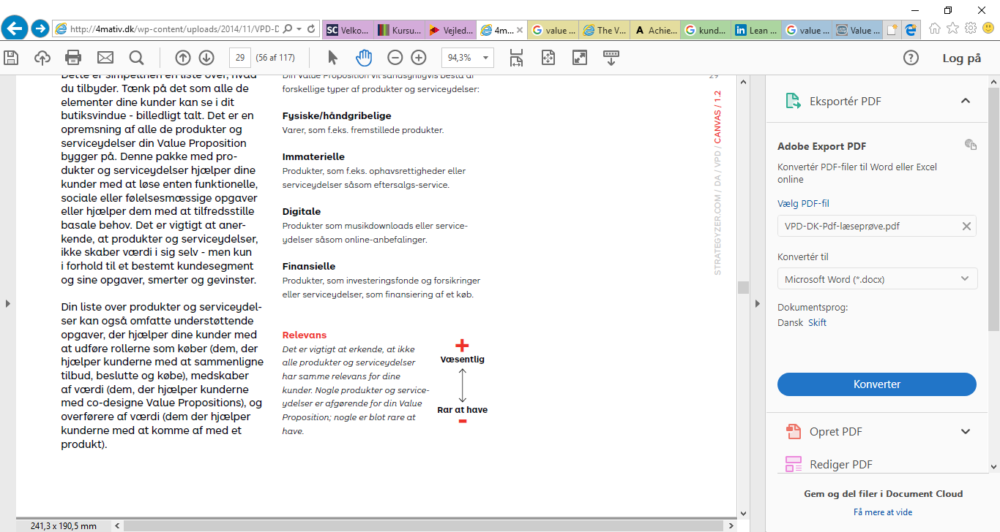 http://4mativ.dk/wp-content/uploads/2014/11/VPD-D
SC Velko...
Kursu...
Vejled...
4m...
value ...
The V...
Achie...
kund...
Lean ...
value ...
Value ...
29
(56 af 117)
94,3%
Log på
Dette er simpelthen en liste over, hvad
du tilbyder. Tænk på det som alle de
elementer dine kunder kan se i dit
butiksvindue - billedligt talt. Det er en
opremsning af alle de produkter og
serviceydelser din Value Proposition
bygger på. Denne pakke med pro-
dukter og serviceydelser hjælper dine
kunder med at løse enten funktionelle,
sociale eller følelsesmæssige opgaver
eller hjælper dem med at tilfredsstille
basale behov. Det er vigtigt at aner-
kende, at produkter og serviceydelser,
ikke skaber værdi i sig selv - men kun
i forhold til et bestemt kundesegment
og sine opgaver, smerter og gevinster.
Din liste over produkter og serviceydel-
ser kan også omfatte understøttende
opgaver, der hjælper dine kunder med
at udføre rollerne som køber (dem, der
hjælper kunderne med at sammenligne
tilbud, beslutte og købe), medskaber
af værdi (dem, der hjælper kunderne
med co-designe Value Propositions), og
overførere af værdi (dem der hjælper
kunderne med at komme af med et
produkt).
Din Value Proposition vil sandsynligvis bestå af
forskellige typer af produkter og serviceydelser:
Fysiske/håndgribelige
Varer, som f.eks. fremstillede produkter.
Immaterielle
Produkter, som f.eks. ophavsrettigheder eller
serviceydelser såsom eftersalgs-service.
Digitale
Produkter som musikdownloads eller service-
ydelser såsom online-anbefalinger.
Finansielle
Produkter, som investeringsfonde og forsikringer
eller serviceydelser, som finansiering af et køb.
Relevans
Det er vigtigt at erkende, at ikke
alle produkter og serviceydelser
har samme relevans for dine
kunder. Nogle produkter og service-
ydelser er afgørende for din Value
Proposition; nogle er blot rare at
have.
Væsentlig
Rar at have
29
STRATEGYZER.COM / DA / VPD / CANVAS / 1.2
Eksportér PDF
Adobe Export PDF
Konvertér PDF-filer til Word eller Excel
online
Vælg PDF-fil
VPD-DK-Pdf-læseprøve.pdf
Konvertér til
Microsoft Word (*.docx)
Dokumentsprog:
Dansk Skift
Konverter
Opret PDF
Rediger PDF
Gem og del filer i Document Cloud
Få mere at vide
241,3 x 190,5 mm